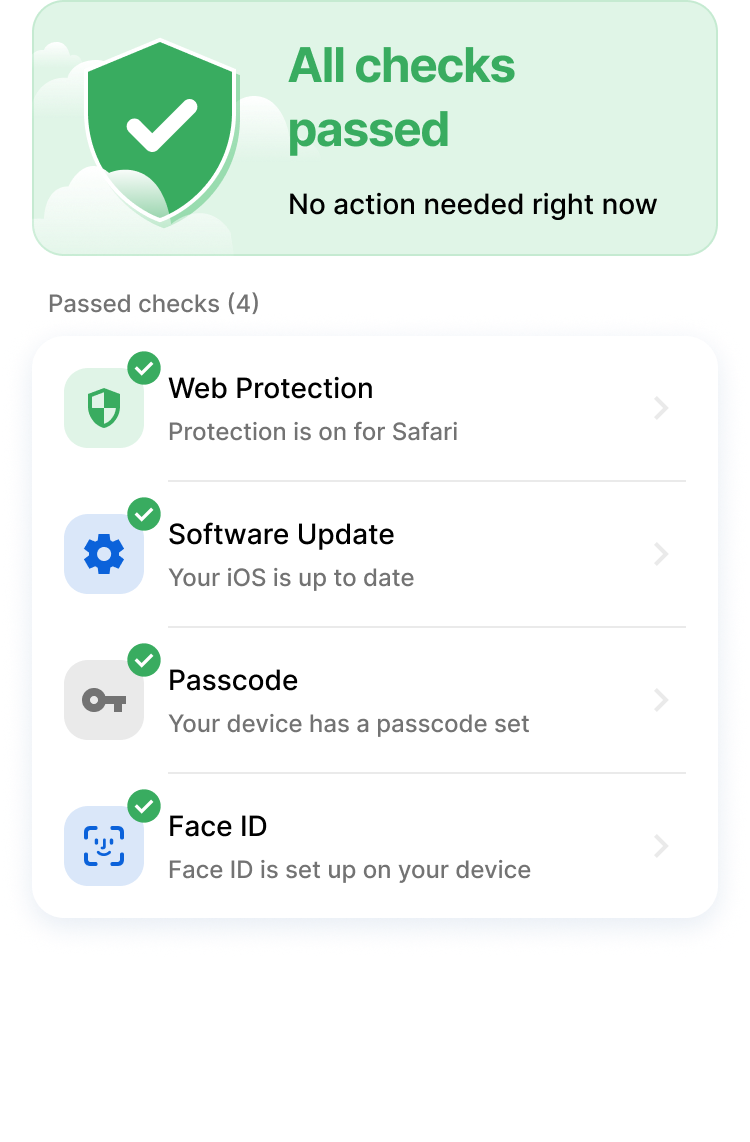 All checks
passed
No action needed right now
Passed checks (4)
Web Protection
Protection is on for Safari
Software Update
Your iOS is up to date
Passcode
Your device has a passcode set
Face ID
Face ID is set up on your device